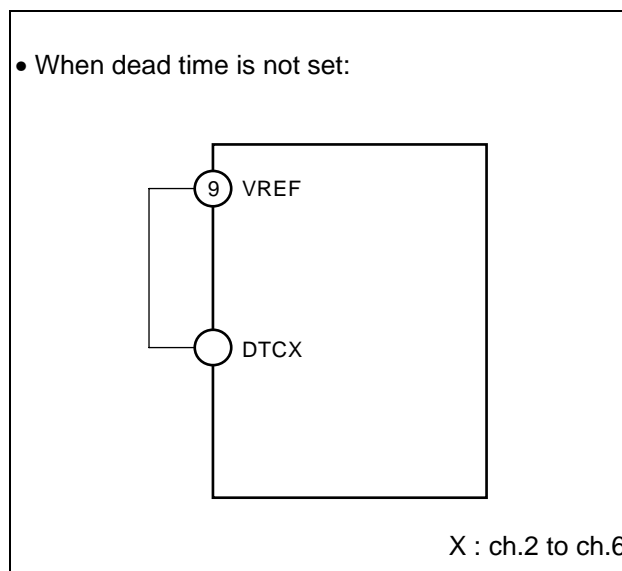 • When dead time is not set:
9 VREF
DTCX
X : ch.2 to ch.6